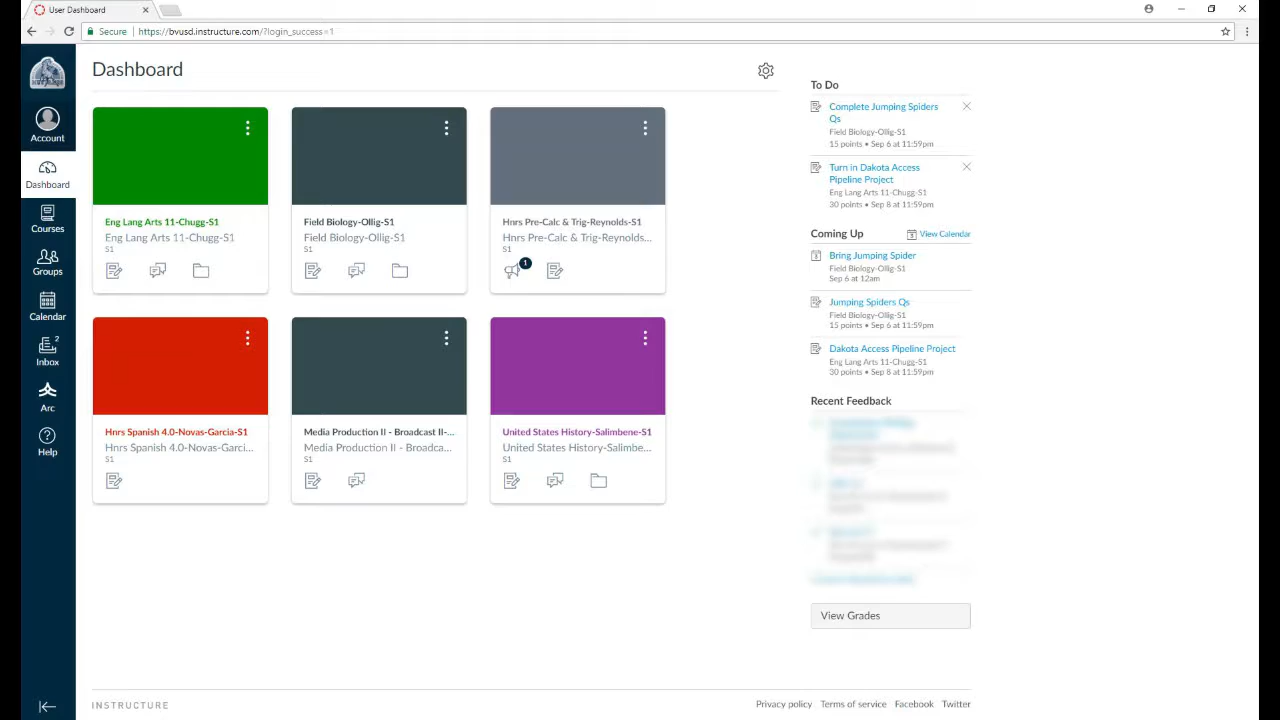 User Dashboard
Secure https://bvusd.instructure.com/?login_success=1
Account
Dashboard
Courses
Groups
Calendar
2
Inbox
Arc
Help
Dashboard
Eng Lang Arts 11-Chugg-S1
Eng Lang Arts 11-Chugg-S1
S1
Field Biology-Ollig-S1
Field Biology-Ollig-S1
Hnrs Pre-Calc & Trig-Reynolds-S1
Hnrs Pre-Calc & Trig-Reynolds...
S1
1
Hnrs Spanish 4.0-Novas-Garcia-S1
Hnrs Spanish 4.0-Novas-Garci...
S1
Media Production II - Broadcast II-...
Media Production II - Broadca...
S1
United States History-Salimbene-S1
United States History-Salimbe...
S1
To Do
Complete Jumping Spiders
Qs
Field Biology-Ollig-S1
15 points • Sep 6 at 11:59pm
Turn in Dakota Access
Pipeline Project
Eng Lang Arts 11-Chugg-S1
30 points • Sep 8 at 11:59pm
Coming Up
View Calendar
Bring Jumping Spider
Field Biology-Ollig-S1
Sep 6 at 12am
Jumping Spiders Qs
Field Biology-Ollig-S1
15 points • Sep 6 at 11:59pm
Dakota Access Pipeline Project
Eng Lang Arts 11-Chugg-S1
30 points • Sep 8 at 11:59pm
Recent Feedback
View Grades
INSTRUCTURE
Privacy policy Terms of service Facebook Twitter